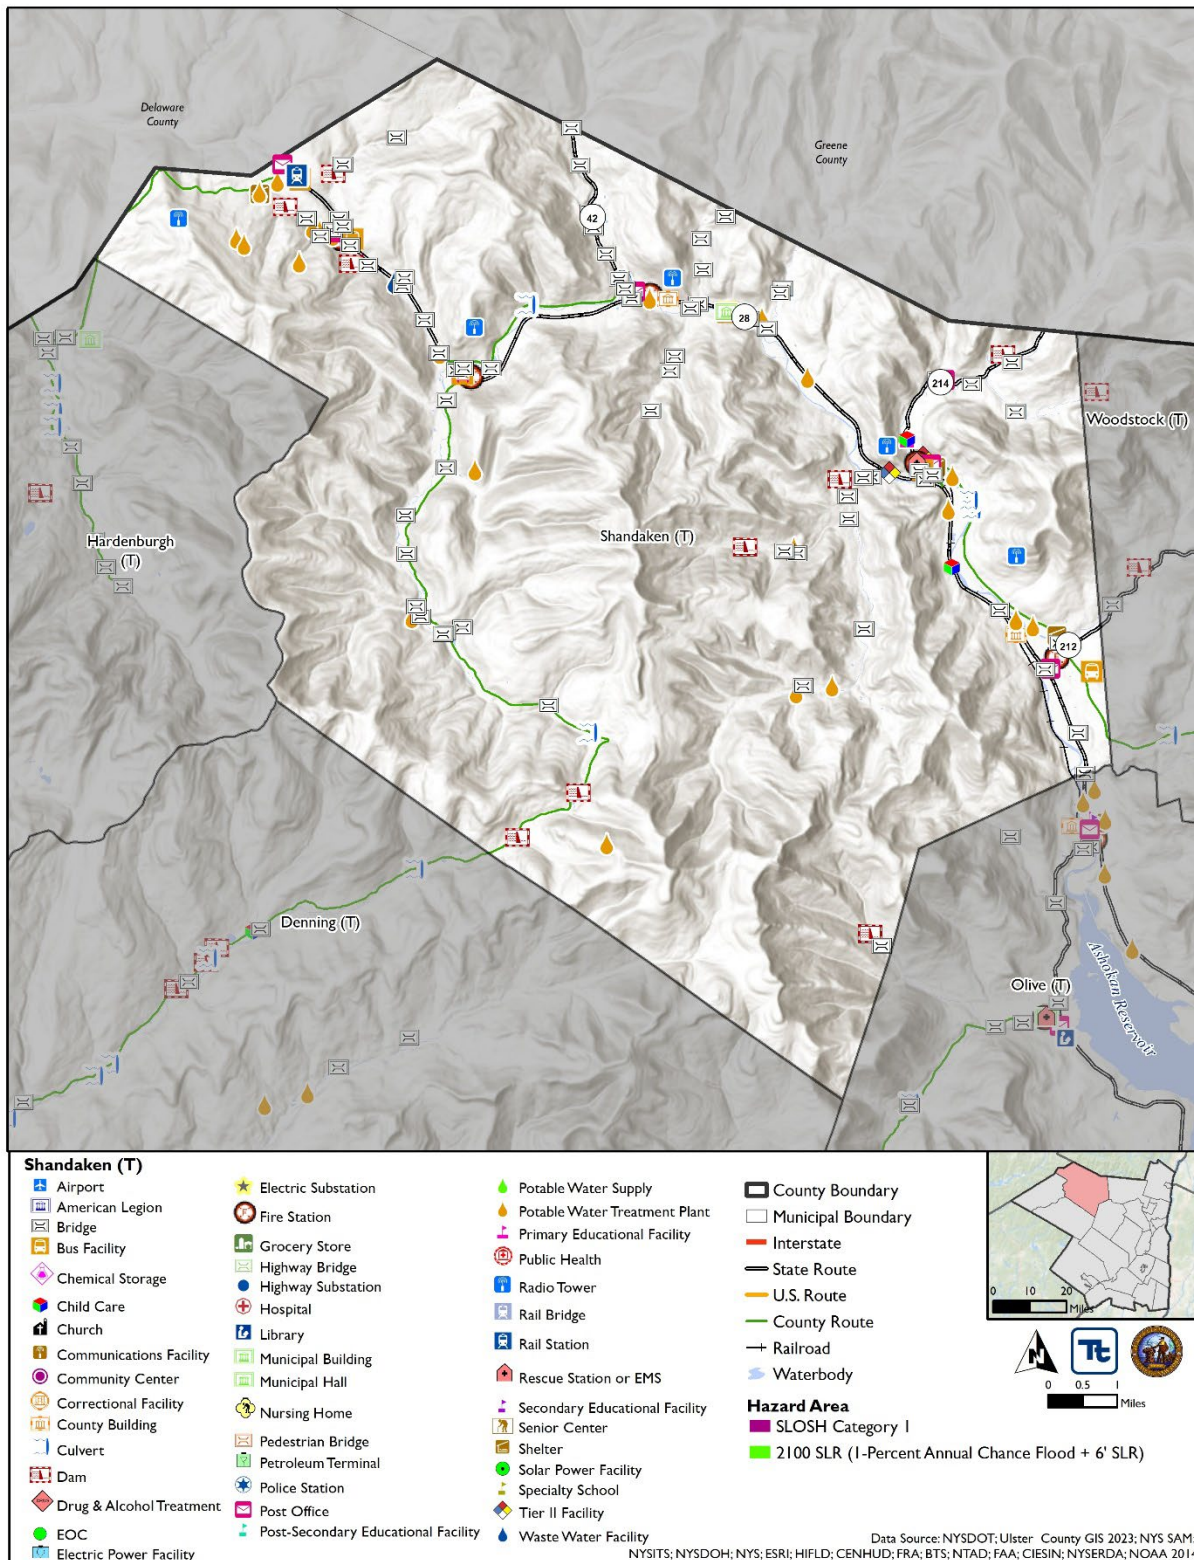 Delaware
County
Greene
County
42
28
214
Woodstock (T)
Hardenburgh
(T)
Shandaken (T)
212
Denning (T)
Olive (T)
Ashokan Reservoir
Shandaken (T)
Airport
American Legion
Bridge
Bus Facility
Chemical Storage
Child Care
Church
Communications Facility
Community Center
Correctional Facility
County Building
Culvert
Dam
Drug & Alcohol Treatment
EOC
Electric Power Facility
Electric Substation
Fire Station
Grocery Store
Highway Bridge
Highway Substation
Hospital
Library
Municipal Building
Municipal Hall
Nursing Home
Pedestrian Bridge
Petroleum Terminal
Police Station
Post Office
Post-Secondary Educational Facility
Potable Water Supply
Potable Water Treatment Plant
Primary Educational Facility
Public Health
Radio Tower
Rail Bridge
Rail Station
Rescue Station or EMS
Secondary Educational Facility
Senior Center
Shelter
Solar Power Facility
Specialty School
Tier II Facility
Waste Water Facility
County Boundary
Municipal Boundary
Interstate
State Route
U.S. Route
County Route
Railroad
Waterbody
Hazard Area
SLOSH Category 1
2100 SLR (1-Percent Annual Chance Flood + 6' SLR)
0 10 20
Miles
N
Tt
0 0.5 1
Miles
Data Source: NYSDOT; Ulster County GIS 2023; NYS SAM;
NYSITS; NYSDOH; NYS; ESRI; HIFLD; CENHUD; FRA; BTS; NTAD; FAA; CIESIN; NYSERDA; NOAA 2014